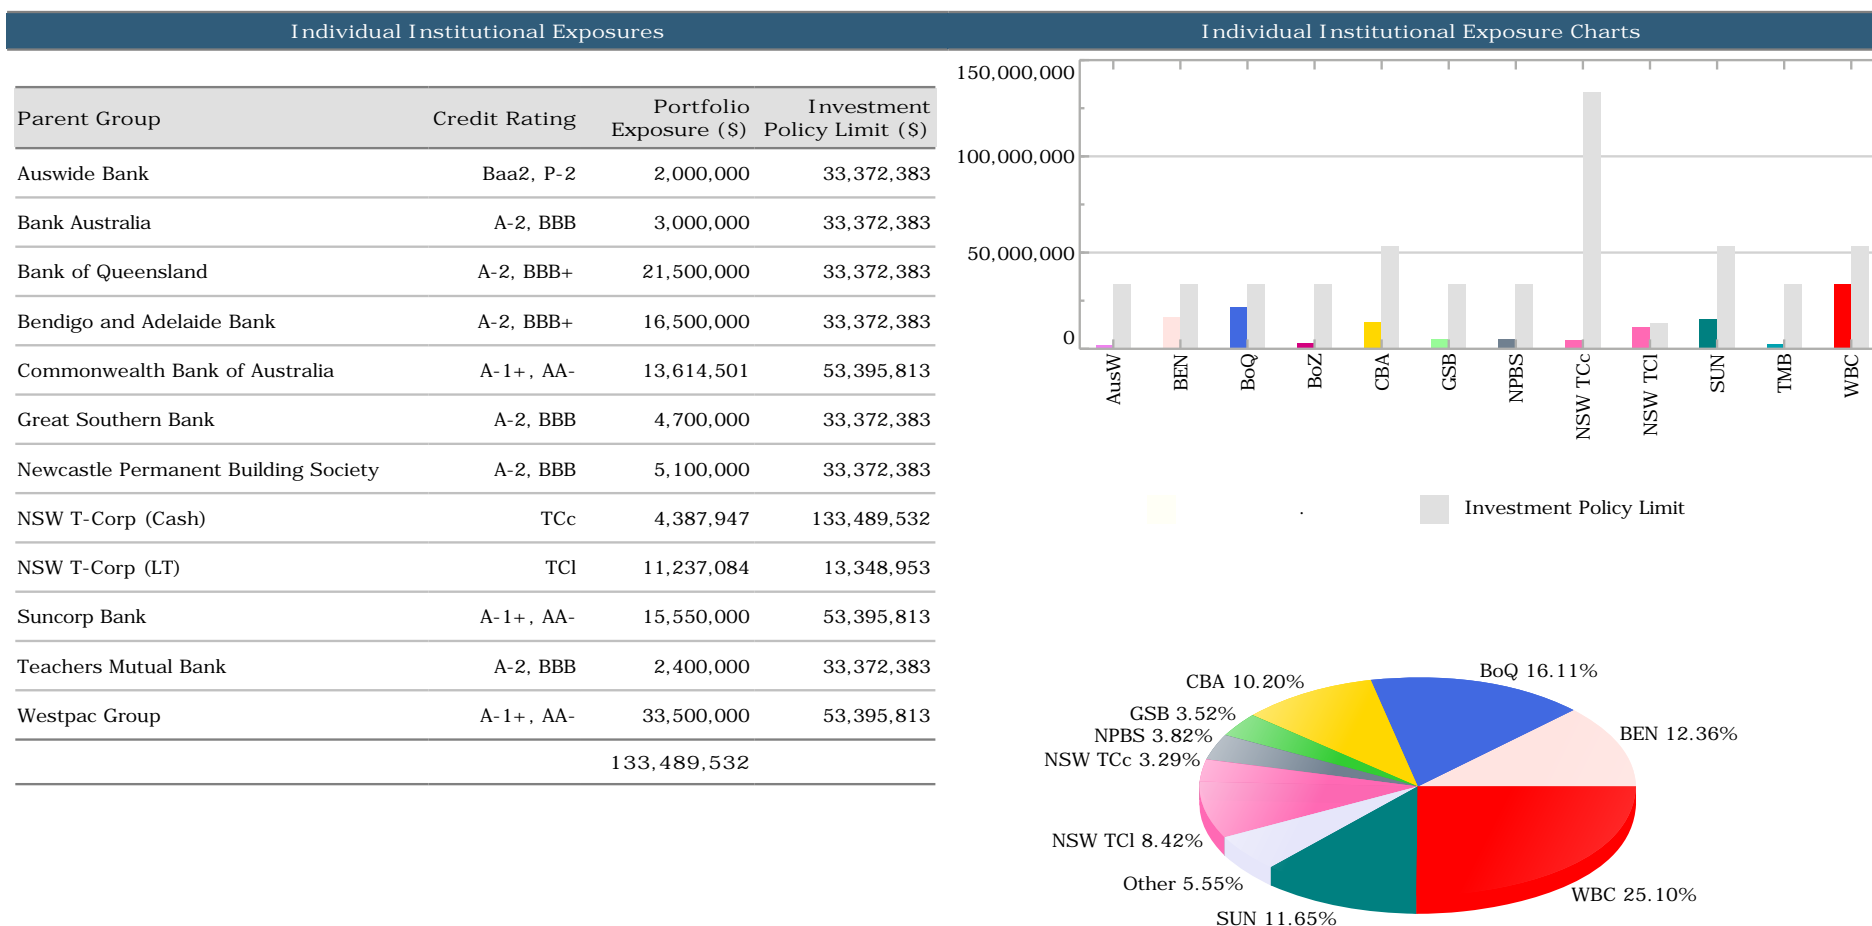 Individual Institutional Exposures
Parent Group Credit Rating Portfolio Exposure ($) Investment Policy Limit ($)
Auswide Bank Baa2, P-2 2,000,000 33,372,383
Bank Australia A-2, BBB 3,000,000 33,372,383
Bank of Queensland A-2, BBB+ 21,500,000 33,372,383
Bendigo and Adelaide Bank A-2, BBB+ 16,500,000 33,372,383
Commonwealth Bank of Australia A-1+, AA- 13,614,501 53,395,813
Great Southern Bank A-2, BBB 4,700,000 33,372,383
Newcastle Permanent Building Society A-2, BBB 5,100,000 33,372,383
NSW T-Corp (Cash) TCc 4,387,947 133,489,532
NSW T-Corp (LT) TCl 11,237,084 13,348,953
Suncorp Bank A-1+, AA- 15,550,000 53,395,813
Teachers Mutual Bank A-2, BBB 2,400,000 33,372,383
Westpac Group A-1+, AA- 33,500,000 53,395,813
133,489,532
Individual Institutional Exposure Charts
150,000,000
100,000,000
50,000,000
0
AusW
BEN
BoQ
BoZ
CBA
GSB
NPBS
NSW TCc
NSW TCl
SUN
TMB
WBC
. Investment Policy Limit
BoQ 16.11%
CBA 10.20%
GSB 3.52%
BEN 12.36%
NPBS 3.82%
NSW TCc 3.29%
NSW TCl 8.42%
Other 5.55%
WBC 25.10%
SUN 11.65%